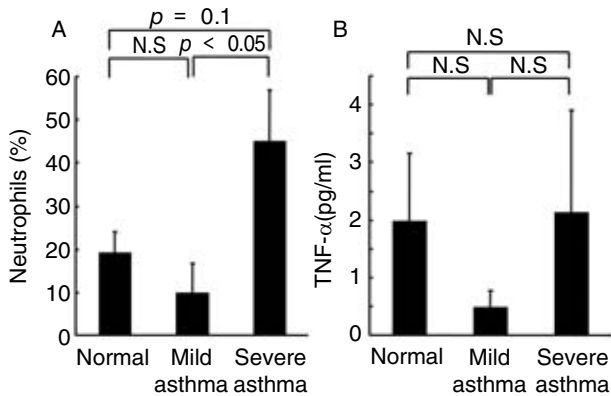 A
p = 0.1
N.S
p < 0.05
60
50
40
30
20
10
0
Neutrophils (%)
Normal
Mild
asthma
Severe
asthma
B
N.S
N.S
N.S
4
3
2
1
0
TNF-α(pg/ml)
Normal
Mild
asthma
Severe
asthma